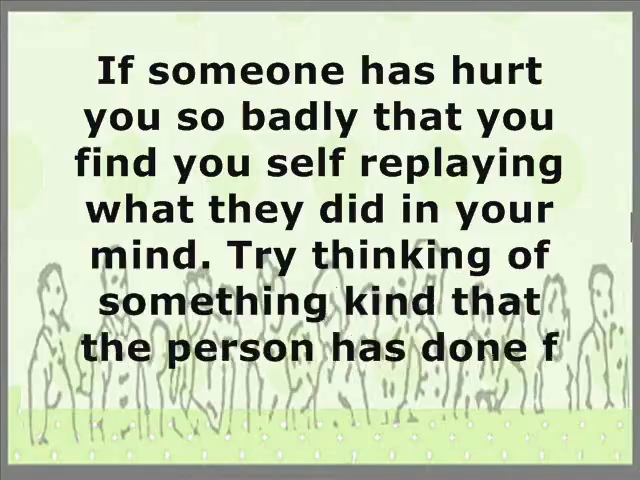 If someone has hurt
you so badly that you
find you self replaying
what they did in your
mind. Try thinking of
something kind that
the person has done f